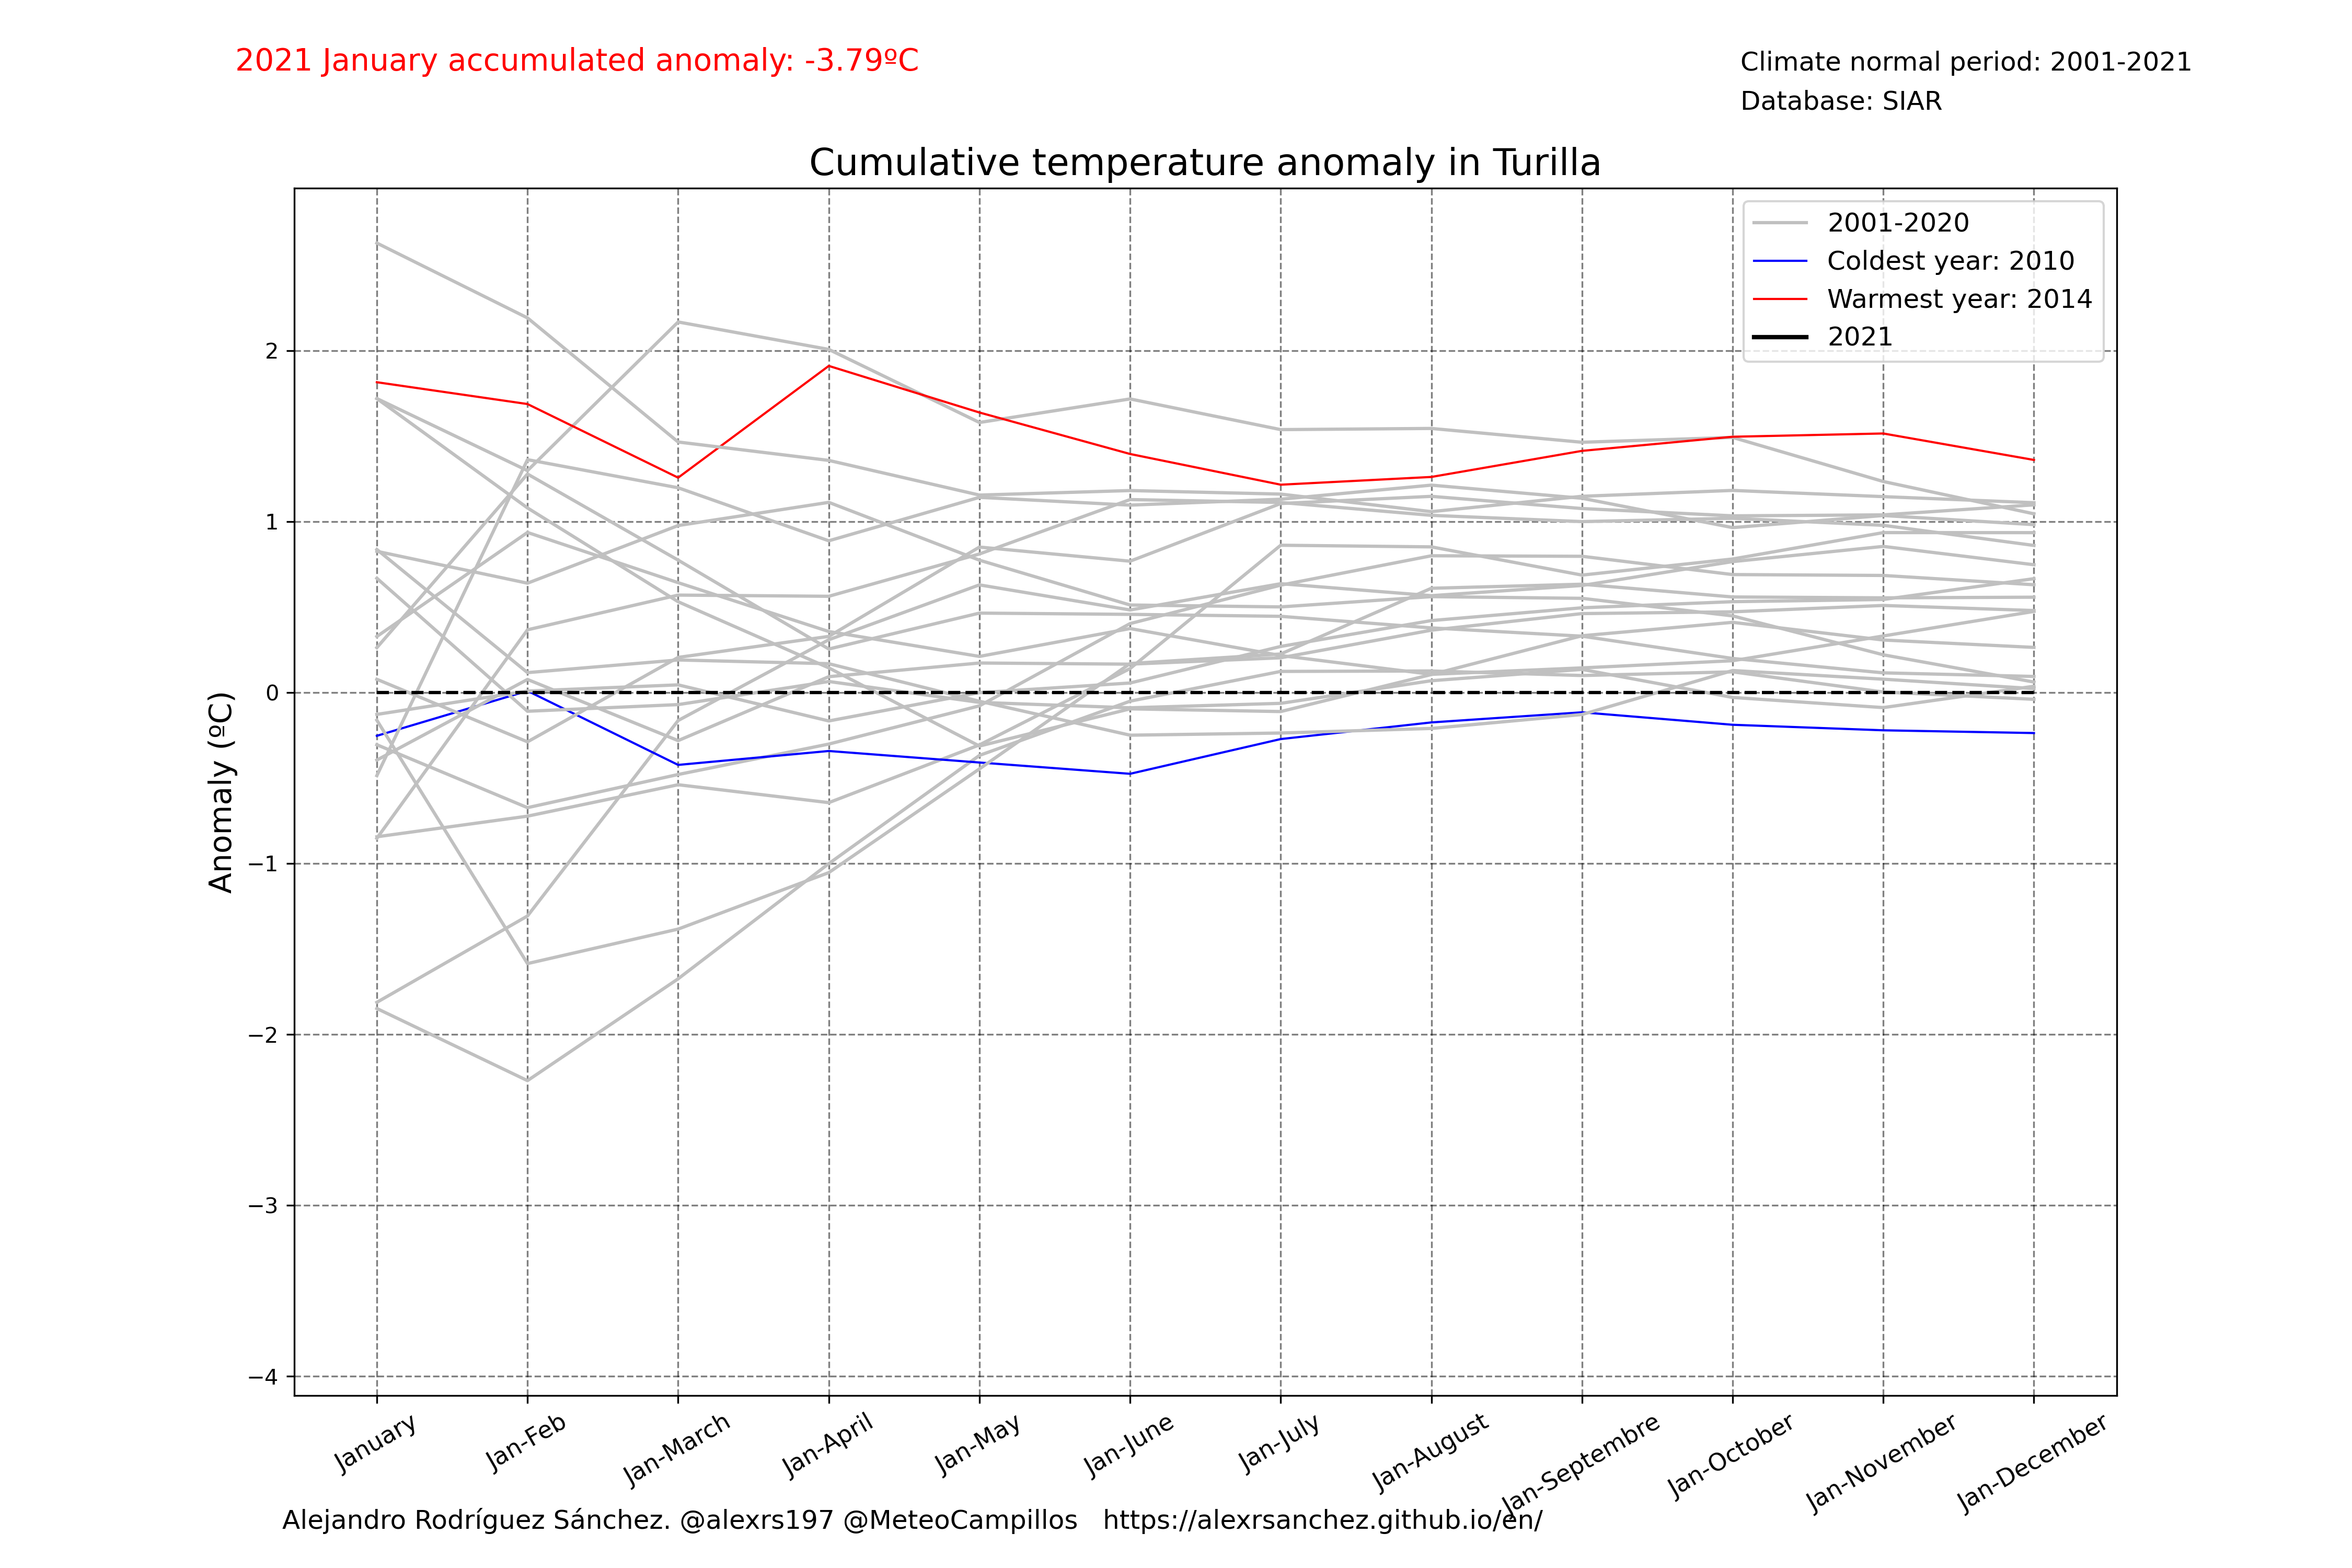 2021 January accumulated anomaly: -3.79ºC
Climate normal period: 2001-2021
Database: SIAR
Cumulative temperature anomaly in Turilla
2001-2020
Coldest year: 2010
Warmest year: 2014
2021
Anomaly (ºC)
2
1
0
−1
−2
−3
−4
January
Jan-Feb
Jan-March
Jan-April
Jan-May
Jan-June
Jan-July
Jan-August
Jan-Septembre
Jan-October
Jan-November
Jan-December
Alejandro Rodríguez Sánchez. @alexrs197 @MeteoCampillos https://alexrsanchez.github.io/en/